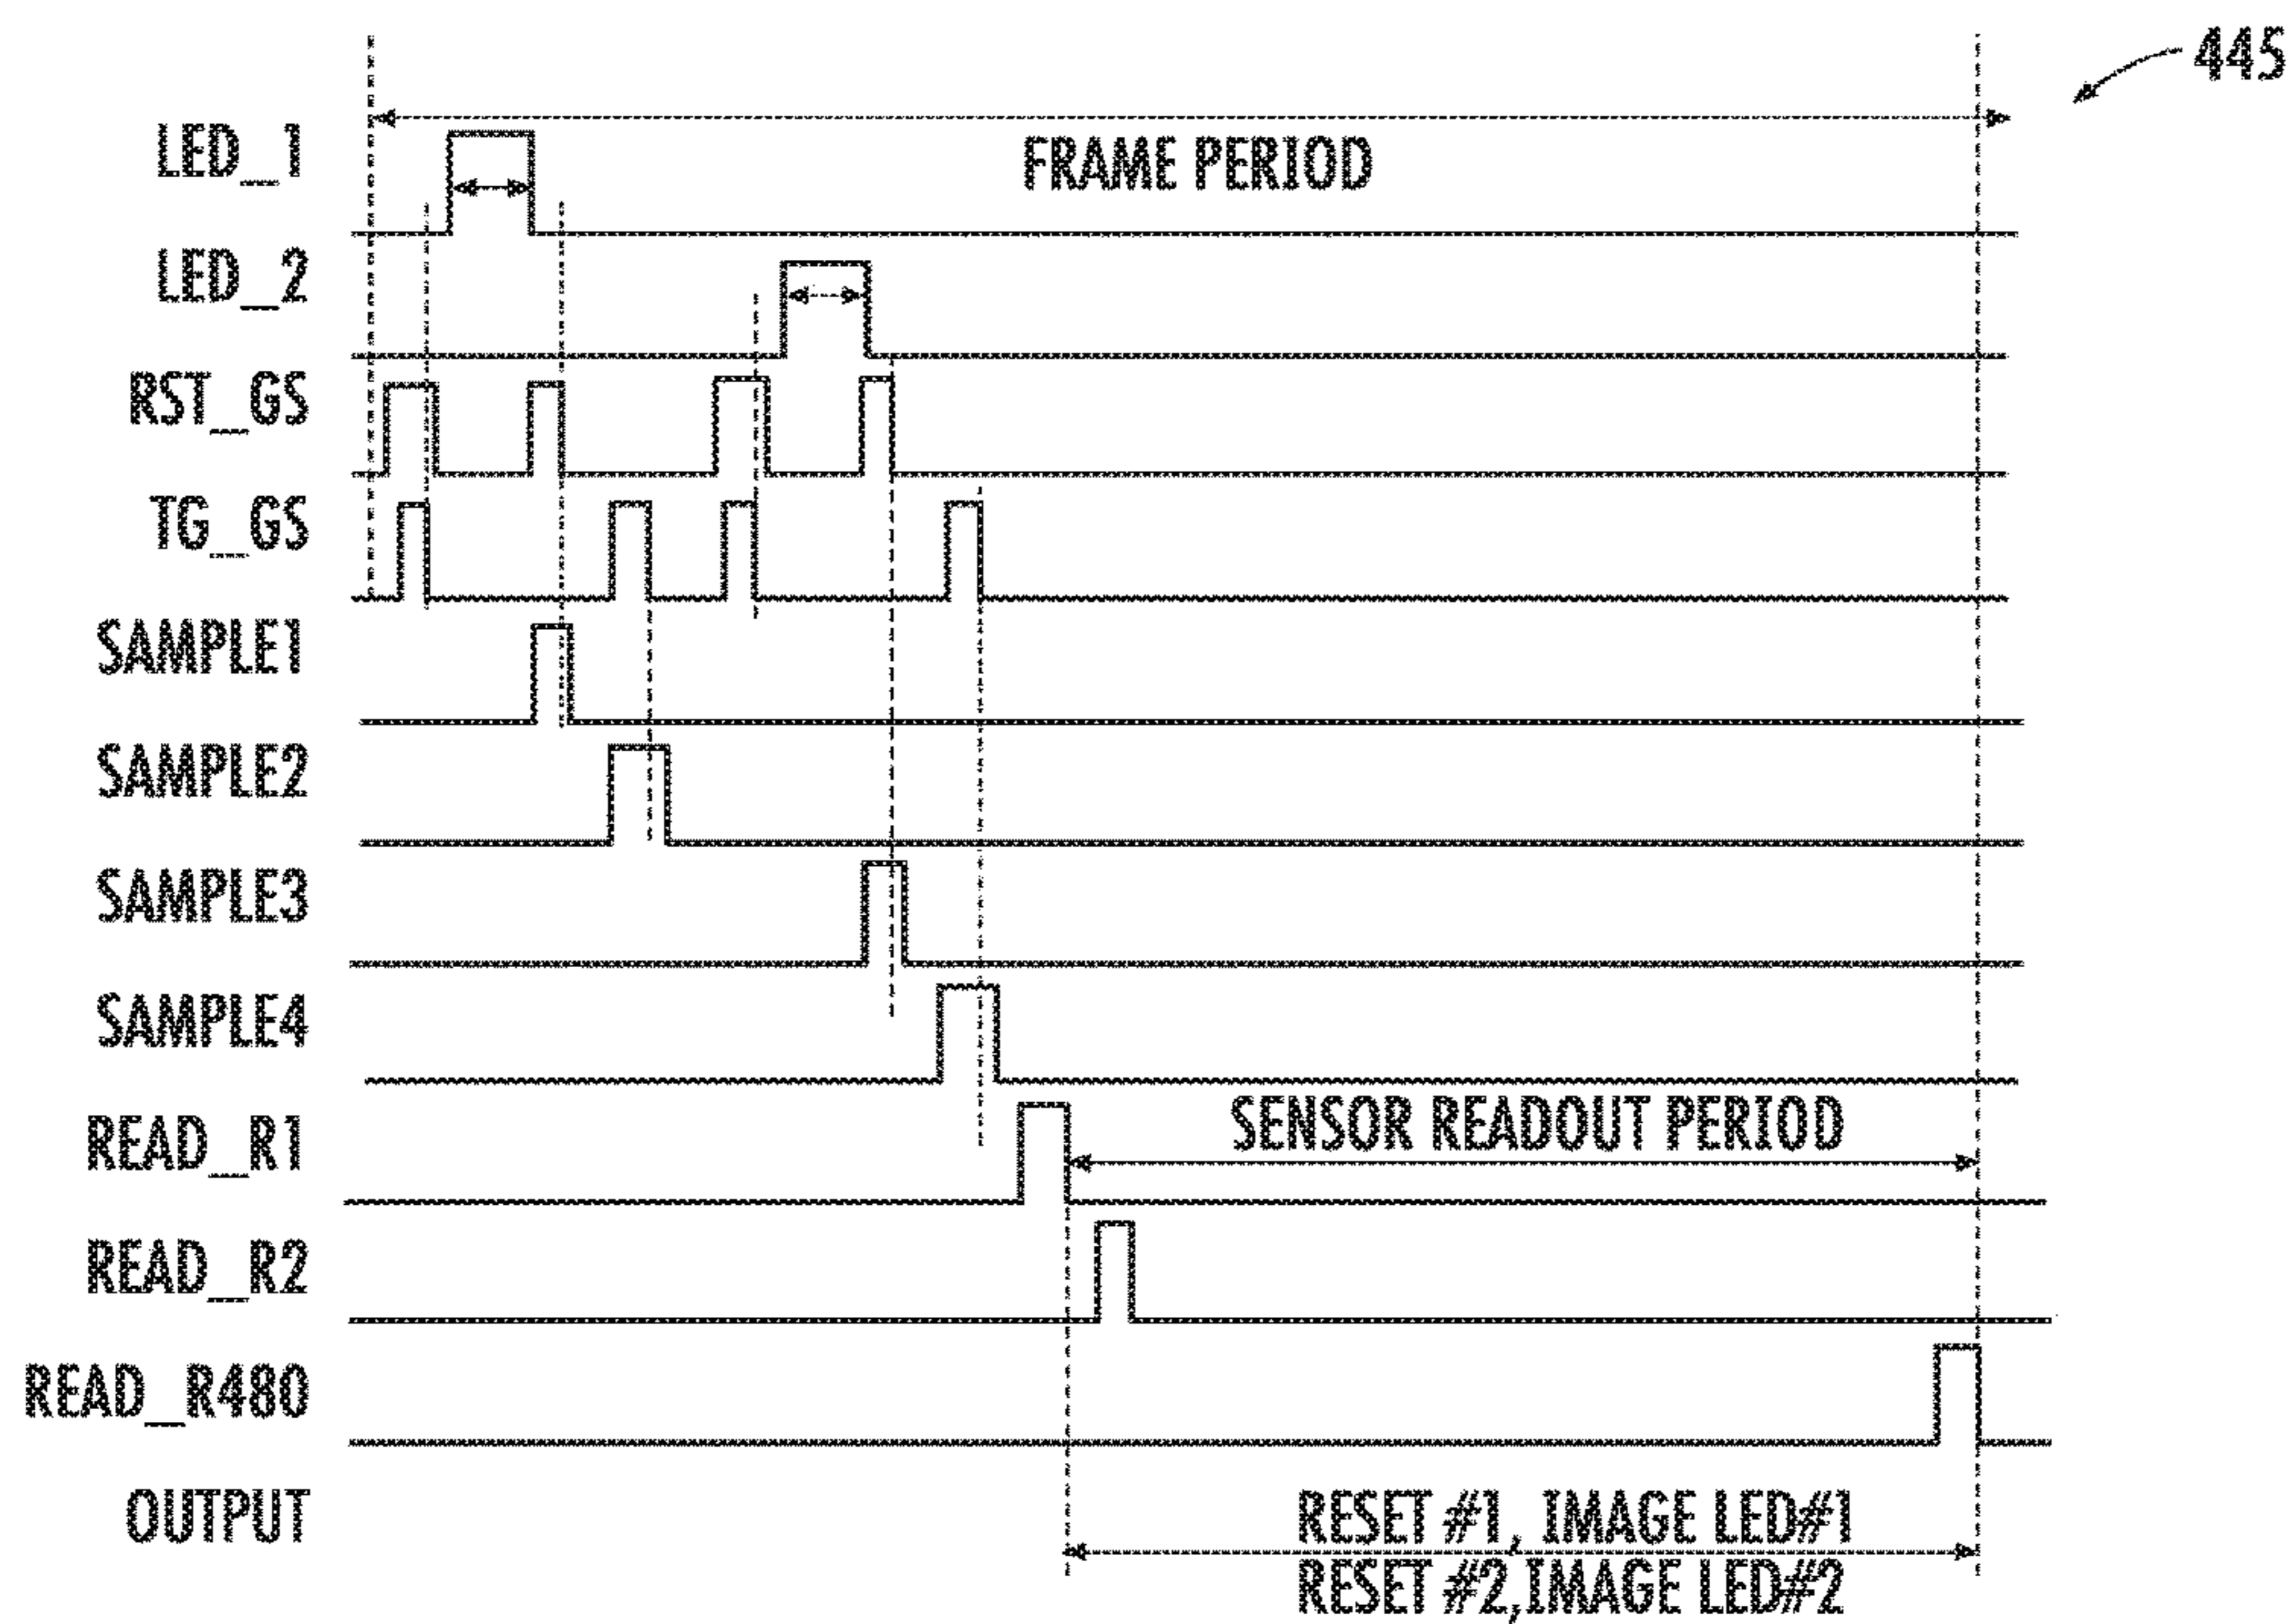 445
LED_1
FRAME PERIOD
LED_2
RST_GS
TG_GS
SAMPLE1
SAMPLE2
SAMPLE3
SAMPLE4
READ_R1
SENSOR READOUT PERIOD
READ_R2
READ_R480
OUTPUT
RESET #1, IMAGE LED#1
RESET #2,IMAGE LED#2